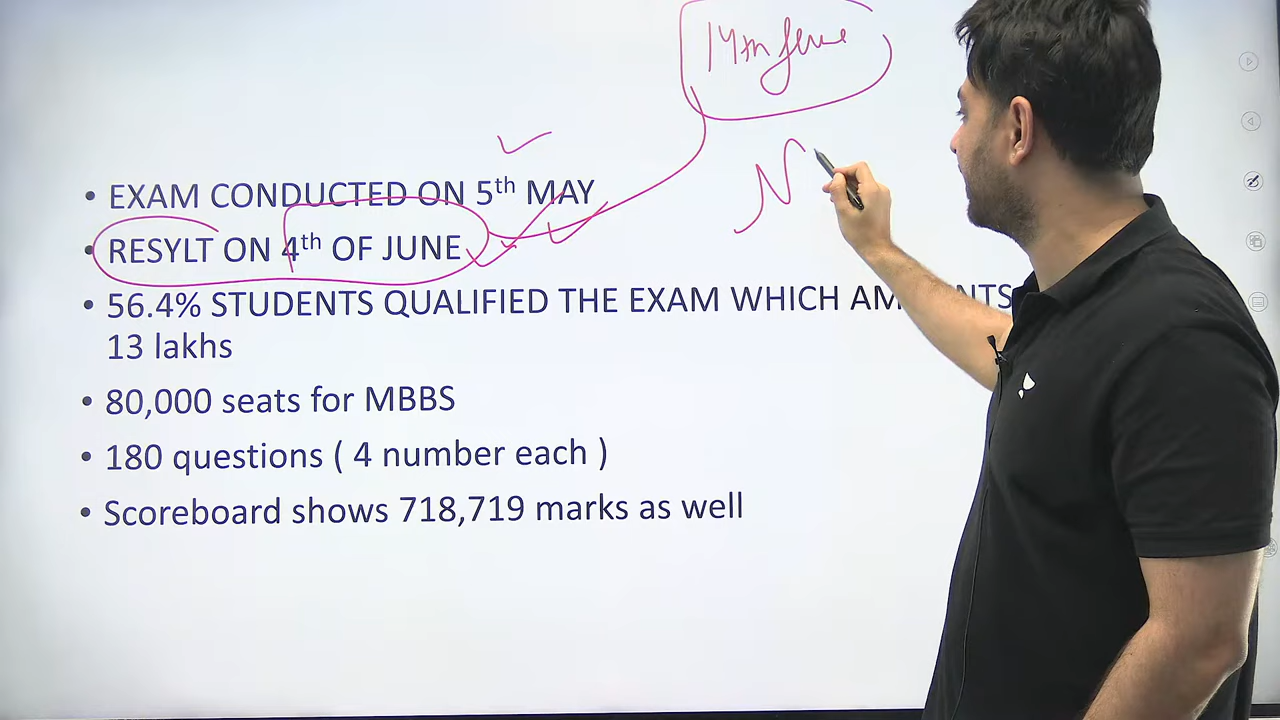 14th June
N
• EXAM CONDUCTED ON 5th MAY
• RESYLT ON 4th OF JUNE
• 56.4% STUDENTS QUALIFIED THE EXAM WHICH
13 lakhs
• 80,000 seats for MBBS
• 180 questions ( 4 number each )
• Scoreboard shows 718,719 marks as well